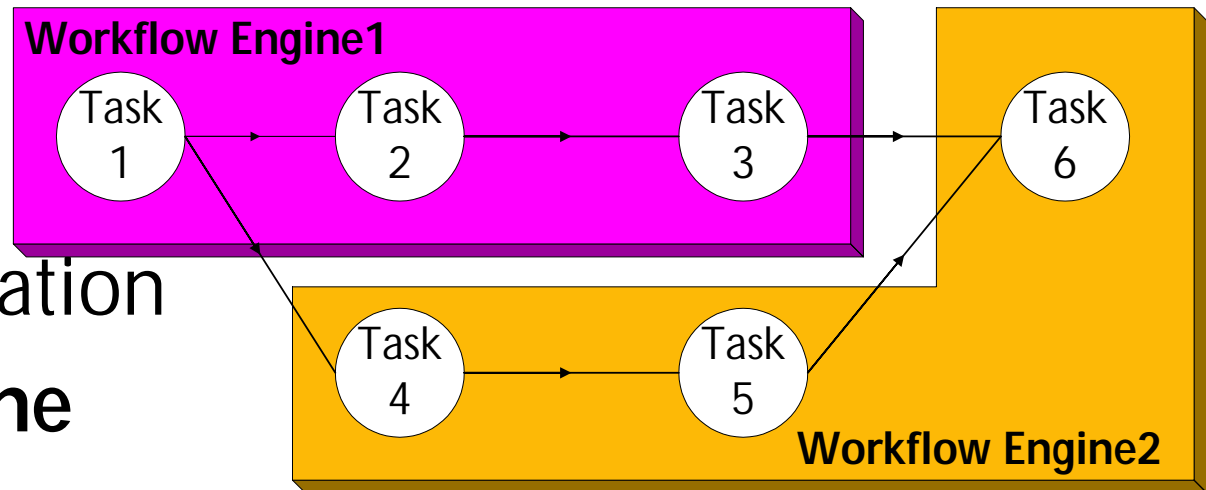 Workflow Engine1
Task
1
Task
2
Task
3
Task
6
ation
Task
4
Task
5
ne
Workflow Engine2